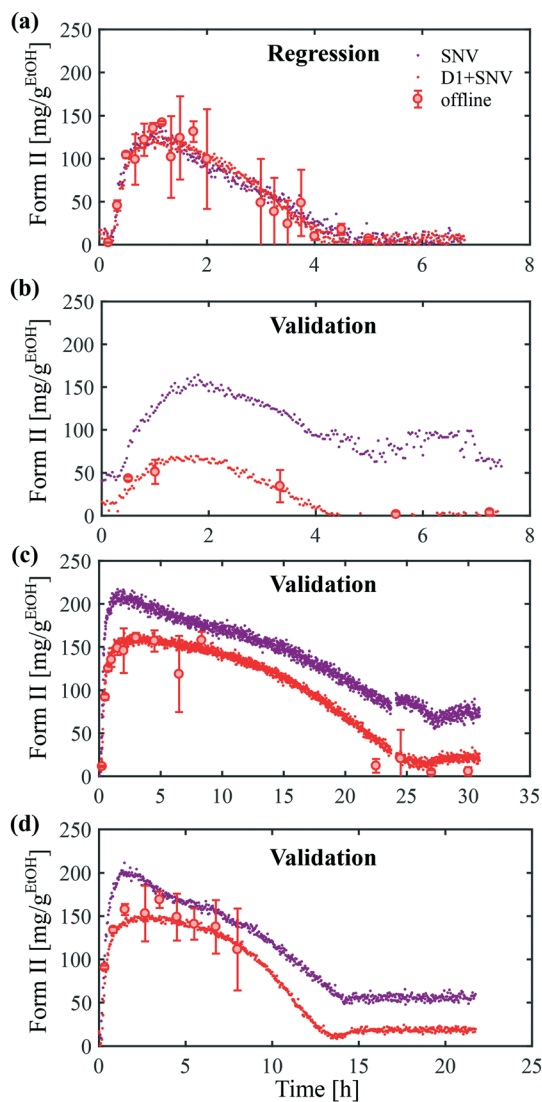 (a)
250
200
150
100
50
0
Form II [mg/g^EtOH]
Regression
SNV
D1+SNV
offline
0 2 4 6 8
(b)
250
200
150
100
50
0
Form II [mg/g^EtOH]
Validation
0 2 4 6 8
(c)
250
200
150
100
50
0
Form II [mg/g^EtOH]
Validation
0 5 10 15 20 25 30 35
(d)
250
200
150
100
50
0
Form II [mg/g^EtOH]
Validation
0 5 10 15 20 25
Time [h]